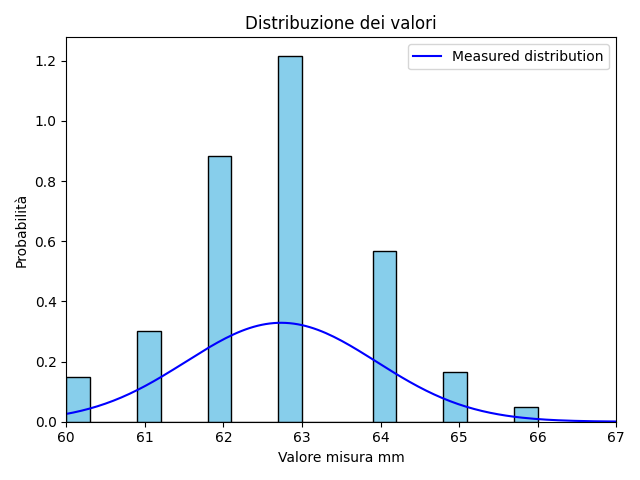 Distribuzione dei valori
Measured distribution
Probabilità
1.2
1.0
0.8
0.6
0.4
0.2
0.0
60 61 62 63 64 65 66 67
Valore misura mm